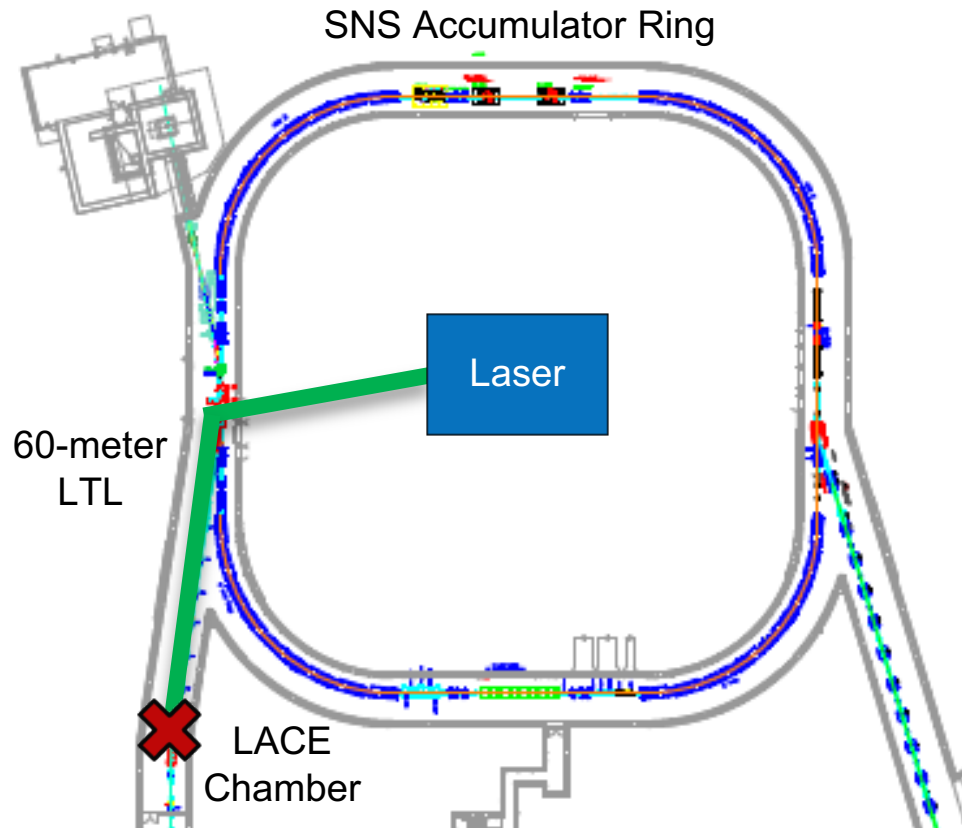 SNS Accumulator Ring
Laser
60-meter
LTL
LACE
Chamber